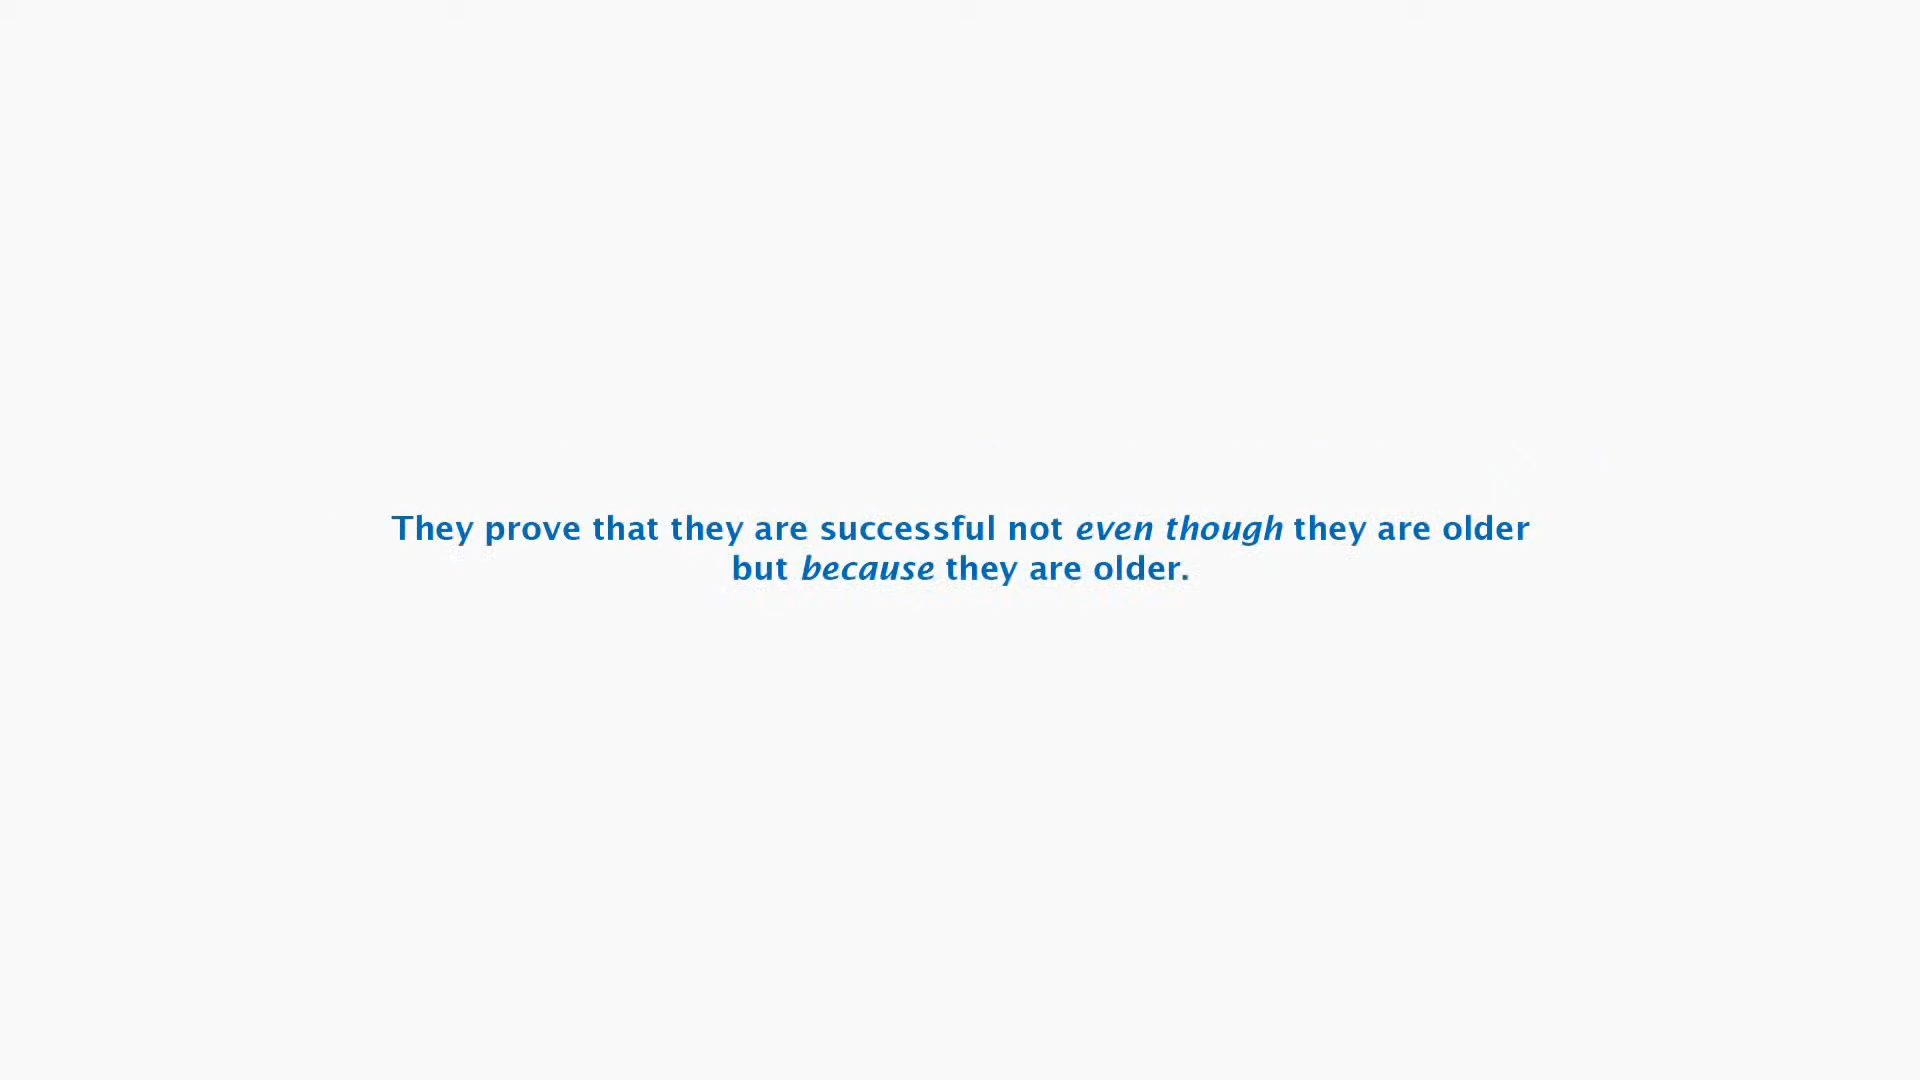 They prove that they are successful not even though they are older
but because they are older.